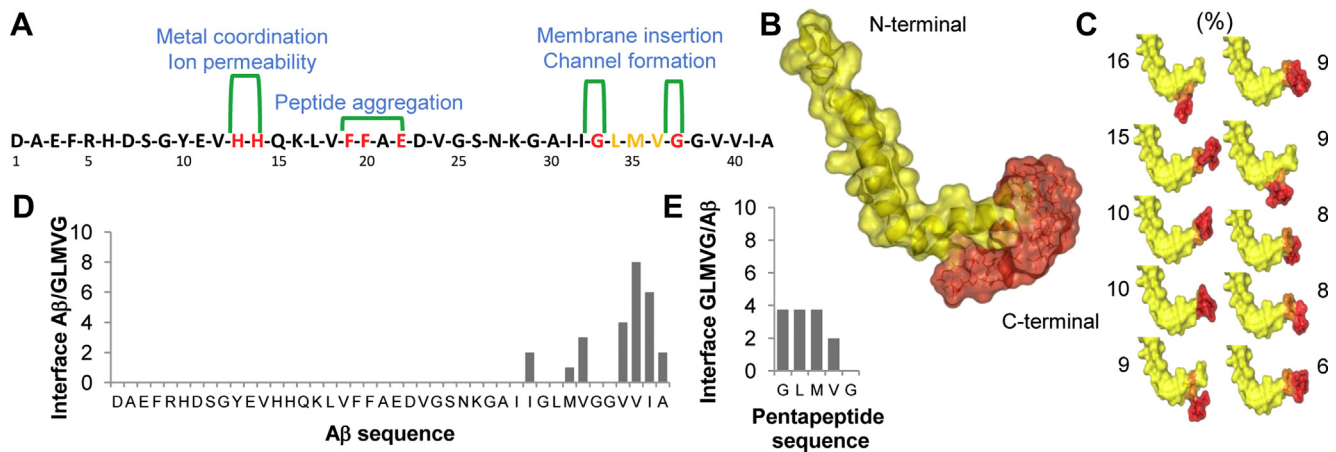 A
Metal coordination
Ion permeability
Peptide aggregation
Membrane insertion
Channel formation
D-A-E-F-R-H-D-S-G-Y-E-V-H-H-Q-K-L-V-F-F-A-E-D-V-G-S-N-K-G-A-I-I-G-L-M-V-G-G-V-V-I-A
1 5 10 15 20 25 30 35 40
B
N-terminal
C-terminal
C
(%)
16 9
15 9
10 8
10 8
9 6
D
Interface Aβ/GLMVG
10
8
6
4
2
0
DAEFRHDSGYEVHHQKLVFFAEDVGSNKGAIIGLMVGGVVIA
Aβ sequence
E
Interface GLMVG/Aβ
10
8
6
4
2
0
G L M V G
Pentapeptide
sequence